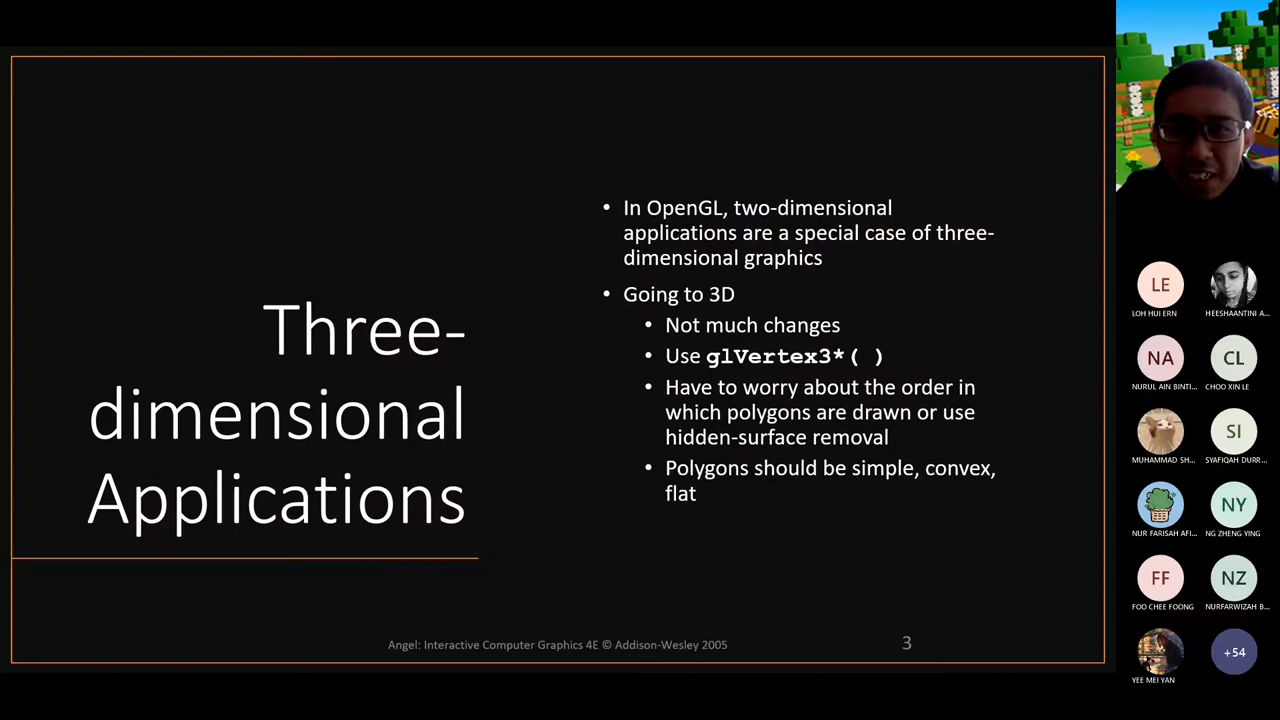 Three-
dimensional
Applications
• In OpenGL, two-dimensional
applications are a special case of three-
dimensional graphics
• Going to 3D
• Not much changes
• Use glVertex3*( )
• Have to worry about the order in
which polygons are drawn or use
hidden-surface removal
• Polygons should be simple, convex,
flat
Angel: Interactive Computer Graphics 4E © Addison-Wesley 2005
3
LE
LOH HUI ERN
HEESHAANTINI A...
NA
NURUL AIN BINTI...
CL
CHOO XIN LE
MUHAMMAD SH...
SI
SYAFIQAH DURR...
NUR FARISAH AFI...
NY
NG ZHENG YING
FF
FOO CHEE FOONG
NZ
NURFARWIZAH B...
YEE MEI YAN
+54